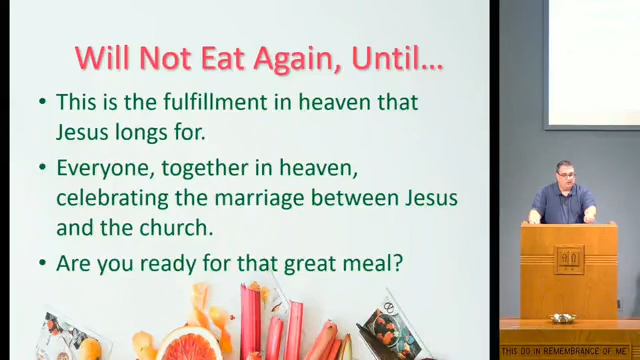 Will Not Eat Again, Until...
• This is the fulfillment in heaven that
Jesus longs for.
• Everyone, together in heaven,
celebrating the marriage between Jesus
and the church.
• Are you ready for that great meal?
THIS DO IN REMEMBRANCE OF ME